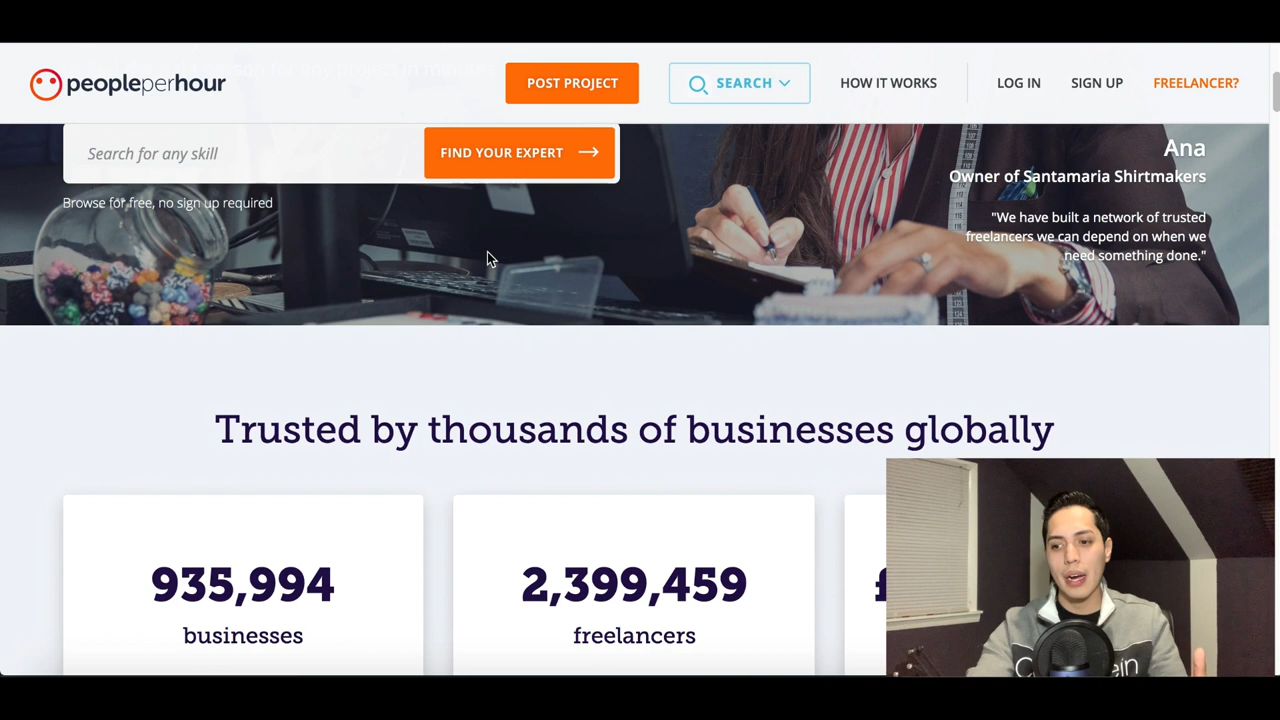 peopleperhour
POST PROJECT
SEARCH
HOW IT WORKS
LOG IN
SIGN UP
FREELANCER?
Search for any skill
FIND YOUR EXPERT
Browse for free, no sign up required
Ana
Owner of Santamaria Shirtmakers
"We have built a network of trusted
freelancers we can depend on when we
need something done."
Trusted by thousands of businesses globally
935,994
businesses
2,399,459
freelancers
£